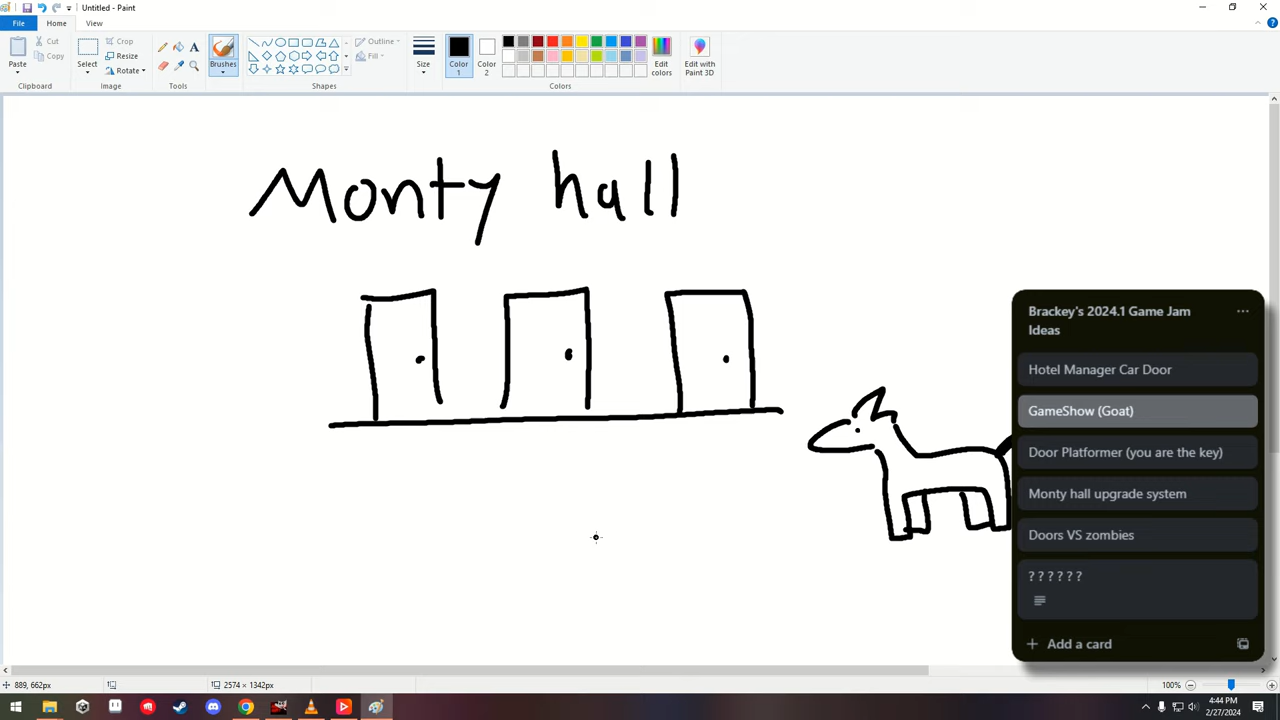 Untitled - Paint
File
Home
View
Paste
Cut
Copy
Clipboard
Select
Crop
Resize
Rotate
Image
Tools
Brushes
Outline
Fill
Shapes
Size
Color 1
Color 2
Edit colors
Colors
Edit with Paint 3D
Monty hall
Brackey's 2024.1 Game Jam
Ideas
Hotel Manager Car Door
GameShow (Goat)
Door Platformer (you are the key)
Monty hall upgrade system
Doors VS zombies
? ? ? ? ? ?
+ Add a card
889, 662px
2574 × 1342px
100%
4:44 PM
2/27/2024